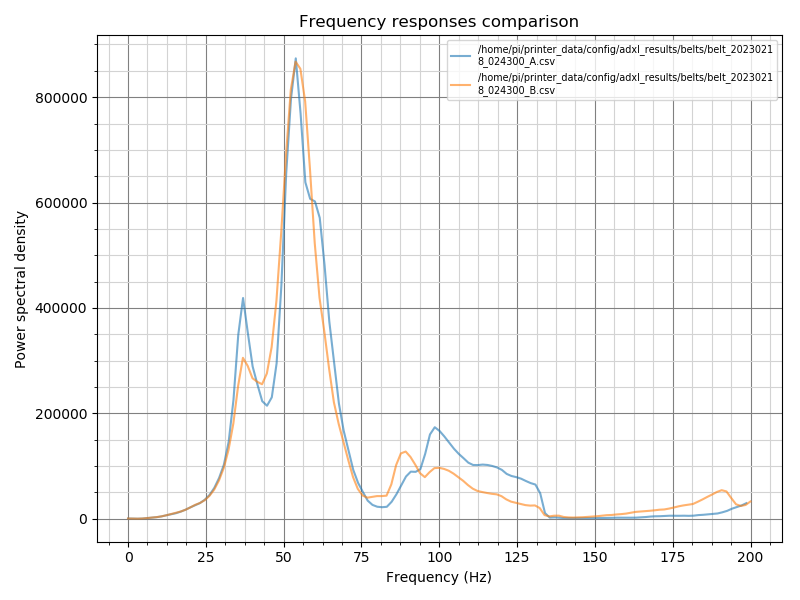 Frequency responses comparison
/home/pi/printer_data/config/adxl_results/belts/belt_2023021
8_024300_A.csv
/home/pi/printer_data/config/adxl_results/belts/belt_2023021
8_024300_B.csv
Power spectral density
800000
600000
400000
200000
0
0 25 50 75 100 125 150 175 200
Frequency (Hz)